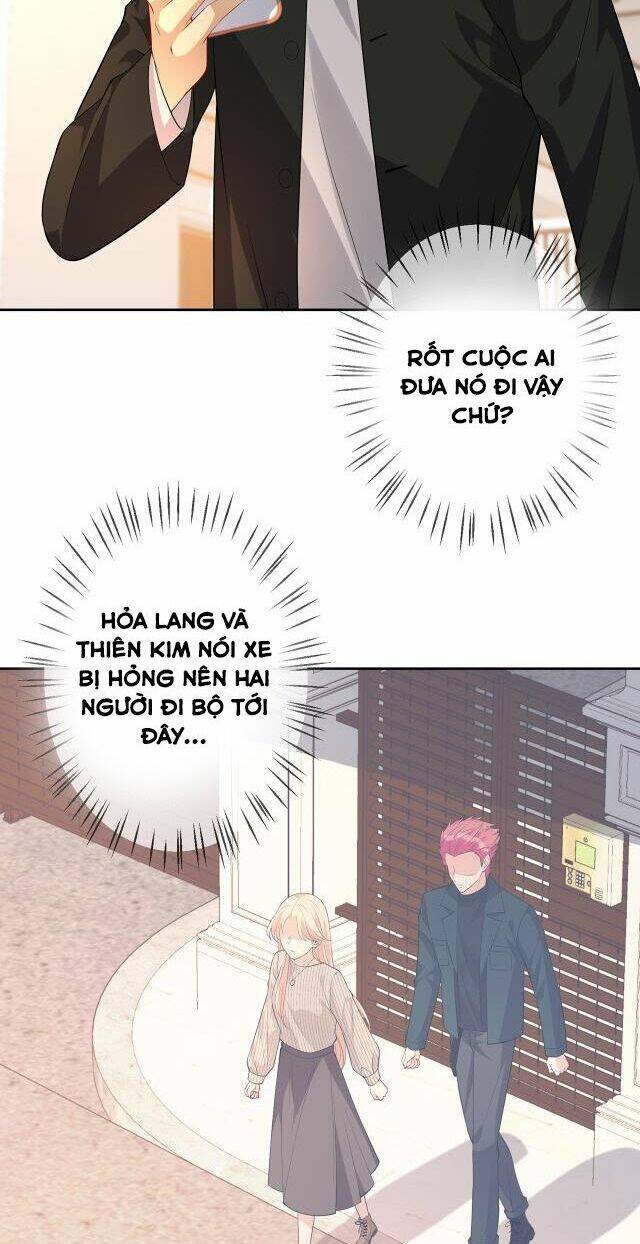 RỐT CUỘC AI
ĐƯA NÓ ĐI VẬY
CHỨ?
HỎA LANG VÀ
THIÊN KIM NÓI XE
BỊ HỎNG NÊN HAI
NGƯỜI ĐI BỘ TỚI
ĐÂY...